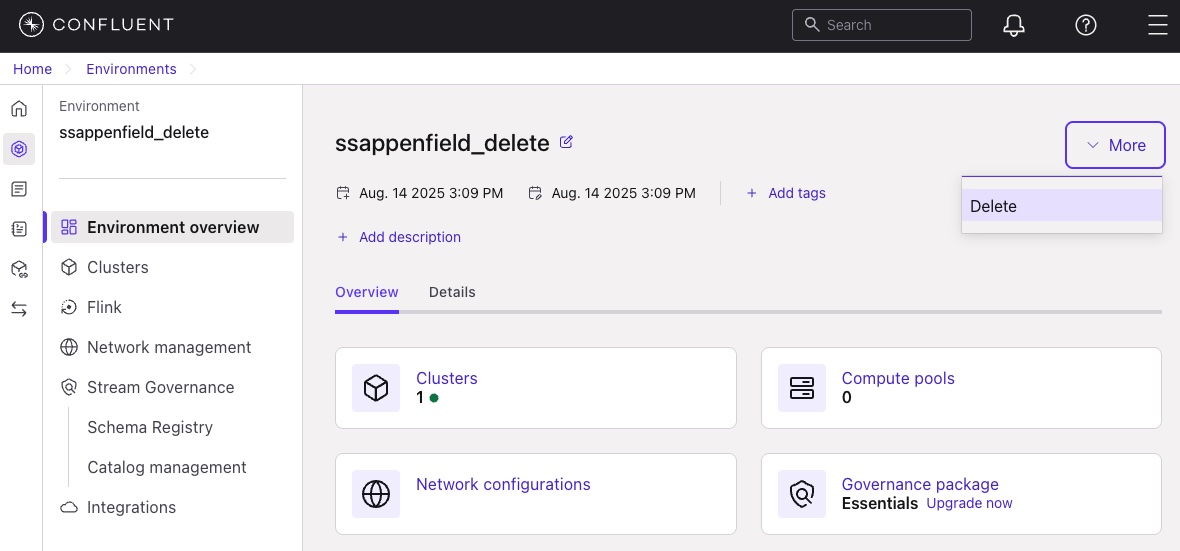 CONFLUENT
Search
Home
Environments
Environment
ssappenfield_delete
Environment overview
Clusters
Flink
Network management
Stream Governance
Schema Registry
Catalog management
Integrations
ssappenfield_delete
More
Delete
Aug. 14 2025 3:09 PM
Aug. 14 2025 3:09 PM
+ Add tags
+ Add description
Overview
Details
Clusters
1
Compute pools
0
Network configurations
Governance package
Essentials Upgrade now